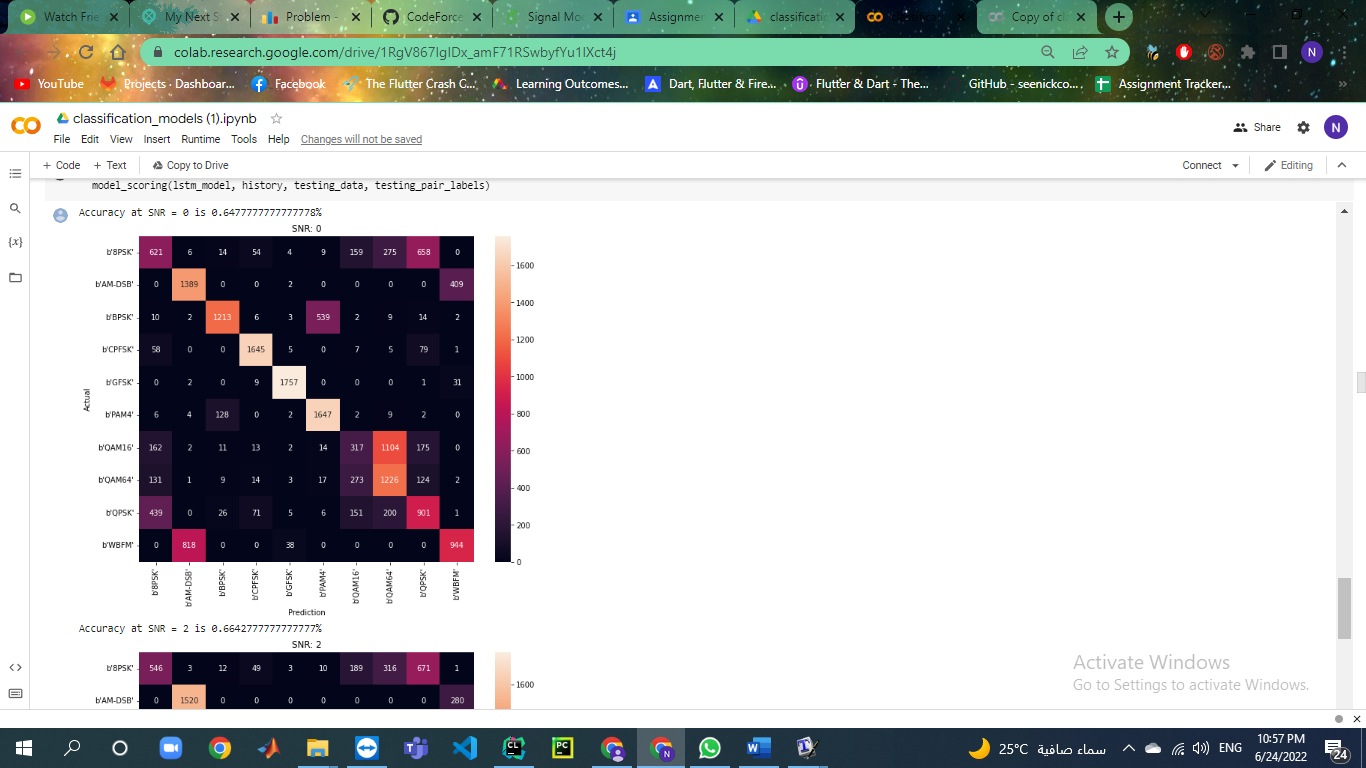 Watch Frie
My Next S
Problem -
CodeForce
Signal Mo
Assignmen
classificatio
Copy of cl
colab.research.google.com/drive/1RgV867IgIDx_amF71RSwbyfYu1IXct4j
N
YouTube
Projects · Dashboar...
Facebook
The Flutter Crash C...
Learning Outcomes...
Dart, Flutter & Fire...
Flutter & Dart - The...
GitHub - seenickco...
Assignment Tracker...
»
CO
classification_models (1).ipynb
File Edit View Insert Runtime Tools Help Changes will not be saved
Share
N
+ Code + Text Copy to Drive
Connect
Editing
{x}
model_scoring(lstm_model, history, testing_data, testing_pair_labels)
Accuracy at SNR = 0 is 0.6477777777777778%
SNR: 0
b'8PSK' 621 6 14 54 4 9 159 275 658 0
b'AM-DSB' 0 1389 0 0 2 0 0 0 0 409
b'BPSK' 10 2 1213 6 3 539 2 9 14 2
b'CPFSK' 58 0 0 1645 5 0 7 5 79 1
b'GFSK' 0 2 0 9 1757 0 0 0 1 31
b'PAM4' 6 4 128 0 2 1647 2 9 2 0
b'QAM16' 162 2 11 13 2 14 317 1104 175 0
b'QAM64' 131 1 9 14 3 17 273 1226 124 2
b'QPSK' 439 0 26 71 5 6 151 200 901 1
b'WBFM' 0 818 0 0 38 0 0 0 0 944
Actual
b'8PSK' b'AM-DSB' b'BPSK' b'CPFSK' b'GFSK' b'PAM4' b'QAM16' b'QAM64' b'QPSK' b'WBFM'
Prediction
1600
1400
1200
1000
800
600
400
200
0
Accuracy at SNR = 2 is 0.6642777777777777%
SNR: 2
b'8PSK' 546 3 12 49 3 10 189 316 671 1
b'AM-DSB' 0 1520 0 0 0 0 0 0 0 280
1600
Activate Windows
Go to Settings to activate Windows.
25°C سماء صافية
ENG
10:57 PM
6/24/2022
24